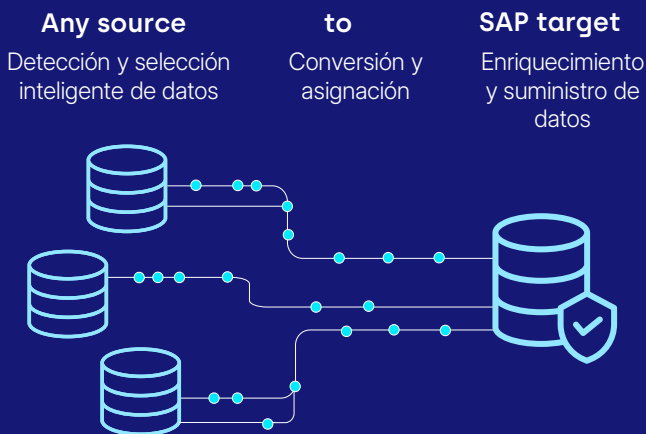 Any source
Detección y selección
inteligente de datos
to
Conversión y
asignación
SAP target
Enriquecimiento
y suministro de
datos